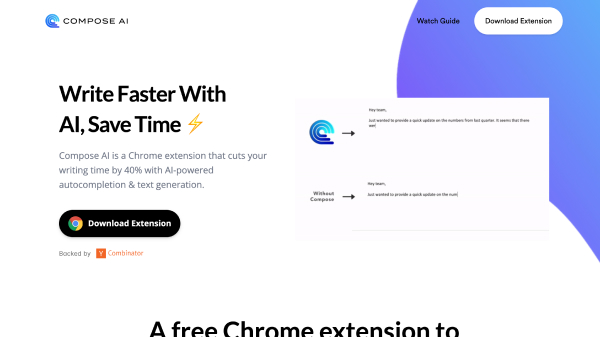 COMPOSE AI
Watch Guide
Download Extension
Write Faster With
AI, Save Time ⚡
Compose AI is a Chrome extension that cuts your
writing time by 40% with AI-powered
autocompletion & text generation.
Download Extension
Backed by Y Combinator
Hey team,
Just wanted to provide a quick update on the numbers from last quarter. It seems that there
wer
Without
Compose
Hey team,
Just wanted to provide a quick update on the num
A free Chrome extension to